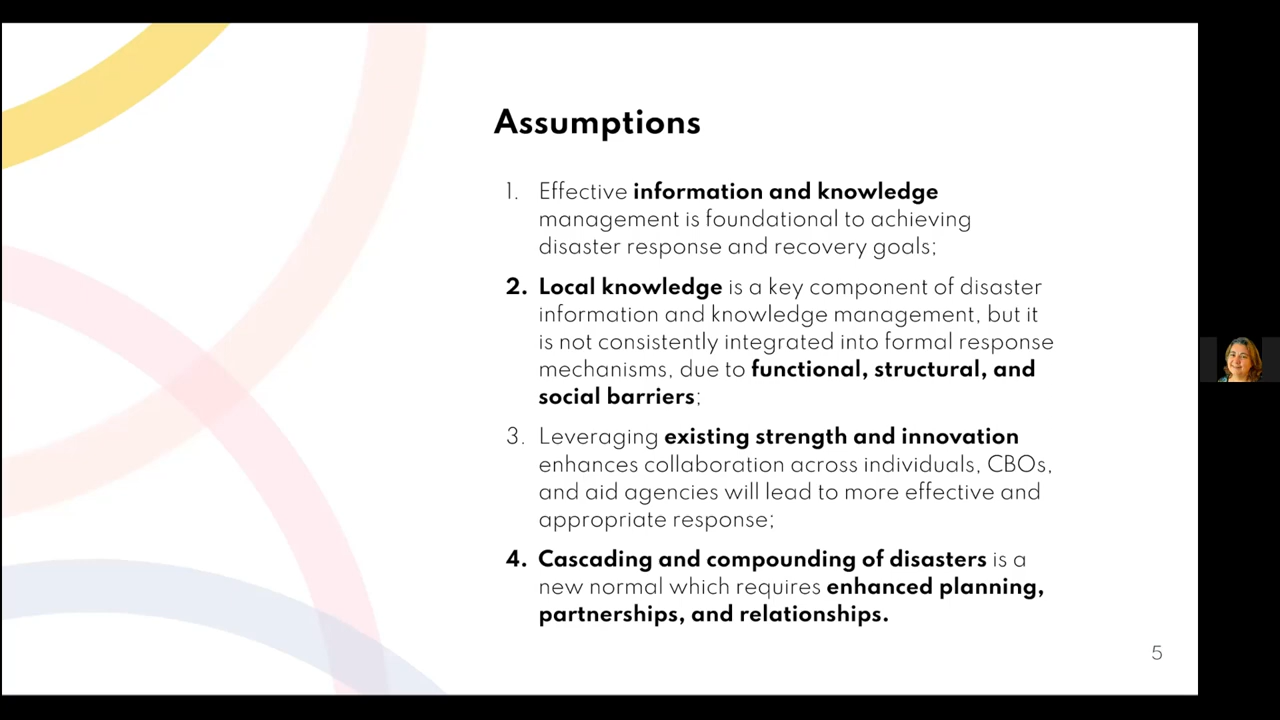 Assumptions
1. Effective information and knowledge
management is foundational to achieving
disaster response and recovery goals;
2. Local knowledge is a key component of disaster
information and knowledge management, but it
is not consistently integrated into formal response
mechanisms, due to functional, structural, and
social barriers;
3. Leveraging existing strength and innovation
enhances collaboration across individuals, CBOs,
and aid agencies will lead to more effective and
appropriate response;
4. Cascading and compounding of disasters is a
new normal which requires enhanced planning,
partnerships, and relationships.
5